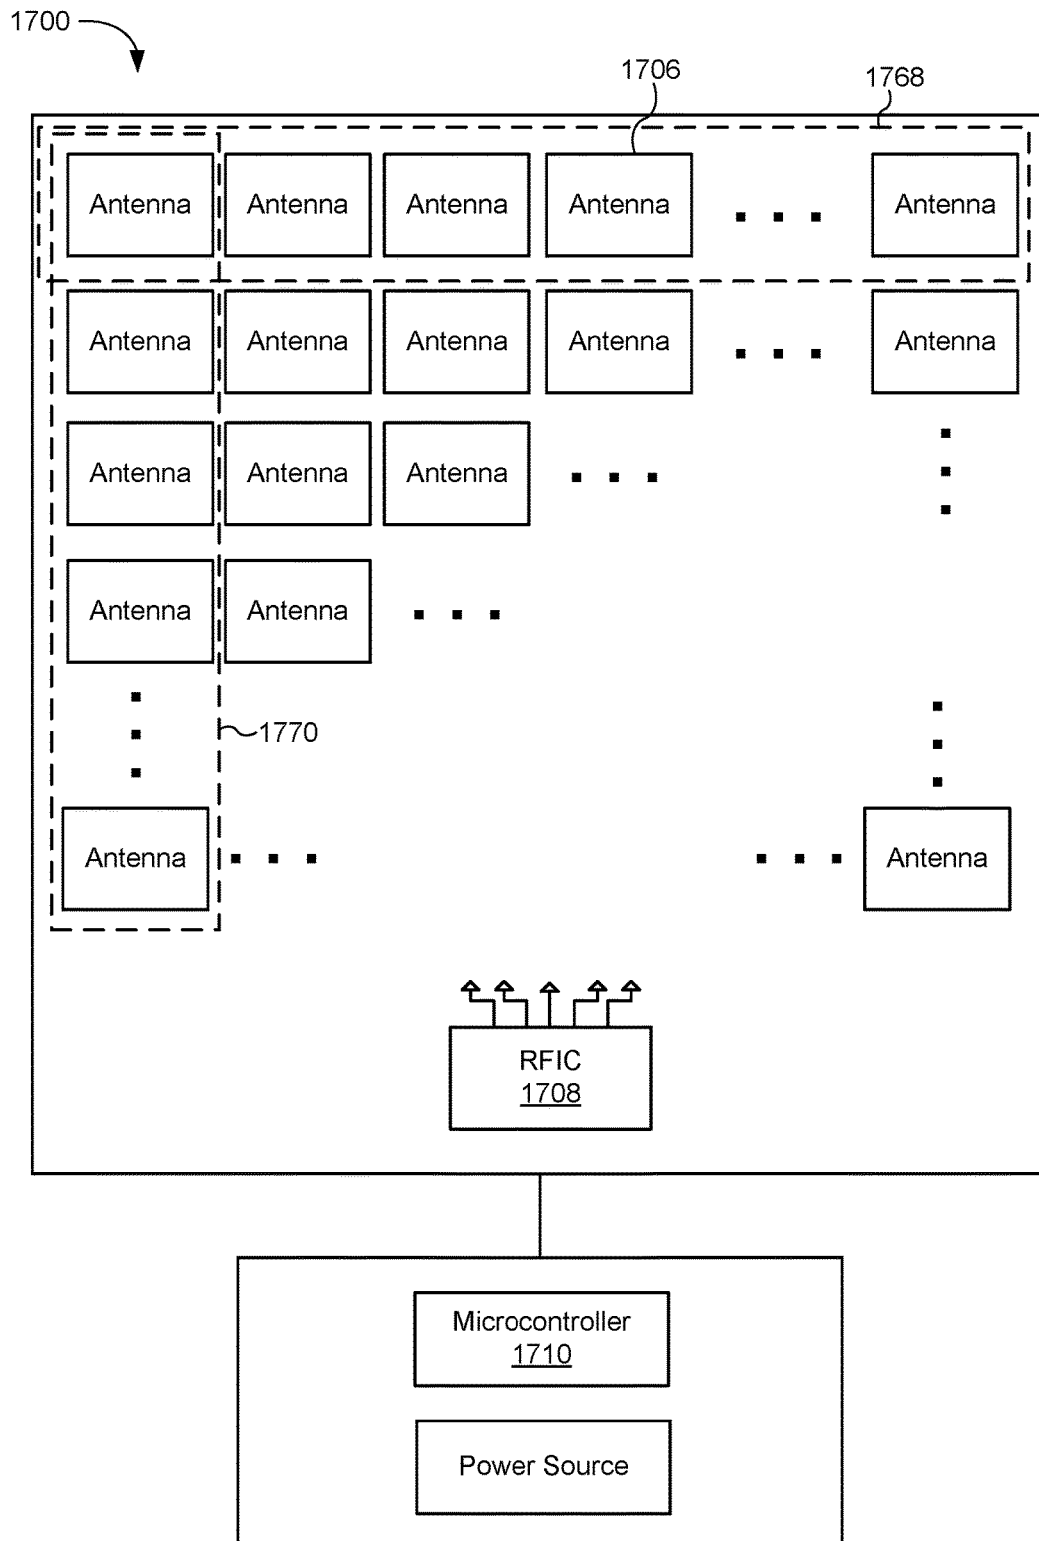 1700
1706
1768
Antenna Antenna Antenna Antenna Antenna
Antenna Antenna Antenna Antenna Antenna
Antenna Antenna Antenna
Antenna Antenna
1770
Antenna Antenna
RFIC
1708
Microcontroller
1710
Power Source